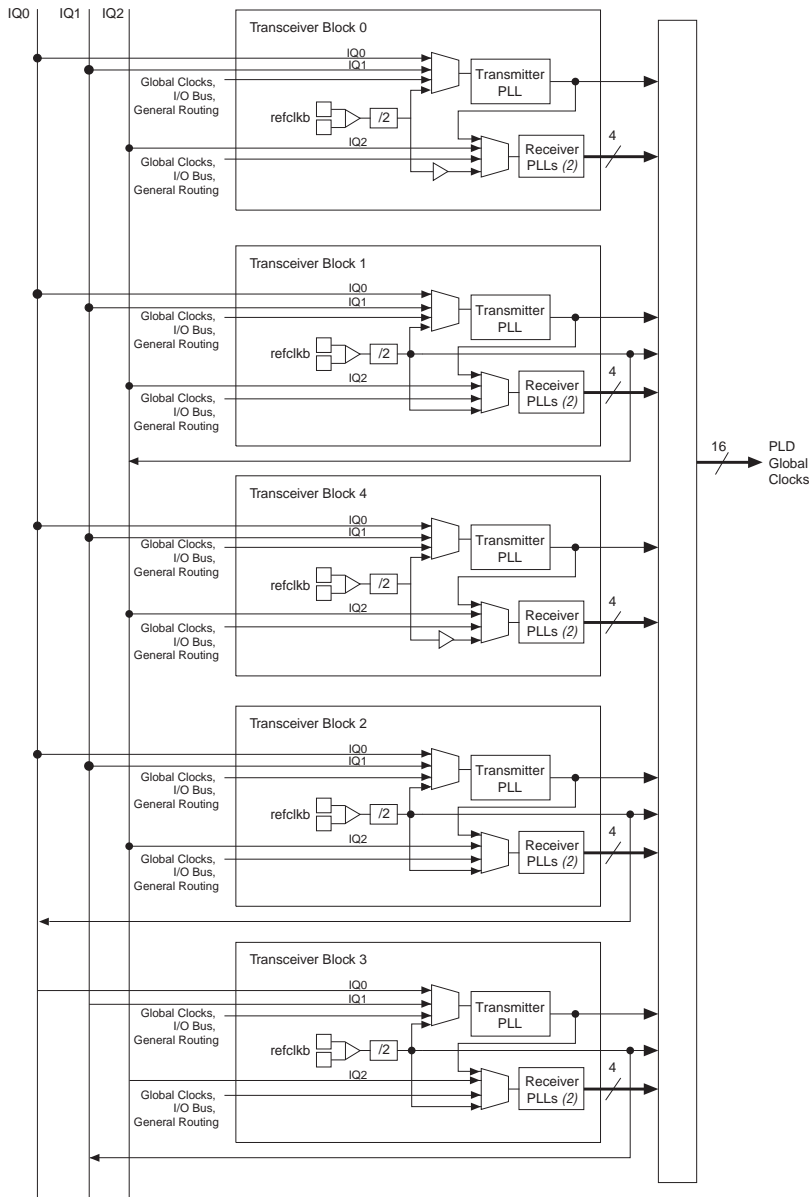 IQ0 IQ1 IQ2
Transceiver Block 0
IQ0
IQ1
Global Clocks,
I/O Bus,
General Routing
Transmitter
PLL
refclkb
/2
IQ2
Global Clocks,
I/O Bus,
General Routing
Receiver
PLLs (2)
4
Transceiver Block 1
IQ0
IQ1
Global Clocks,
I/O Bus,
General Routing
Transmitter
PLL
refclkb
/2
IQ2
Global Clocks,
I/O Bus,
General Routing
Receiver
PLLs (2)
4
16
PLD
Global
Clocks
Transceiver Block 4
IQ0
IQ1
Global Clocks,
I/O Bus,
General Routing
Transmitter
PLL
refclkb
/2
IQ2
Global Clocks,
I/O Bus,
General Routing
Receiver
PLLs (2)
4
Transceiver Block 2
IQ0
IQ1
Global Clocks,
I/O Bus,
General Routing
Transmitter
PLL
refclkb
/2
IQ2
Global Clocks,
I/O Bus,
General Routing
Receiver
PLLs (2)
4
Transceiver Block 3
IQ0
IQ1
Global Clocks,
I/O Bus,
General Routing
Transmitter
PLL
refclkb
/2
IQ2
Global Clocks,
I/O Bus,
General Routing
Receiver
PLLs (2)
4